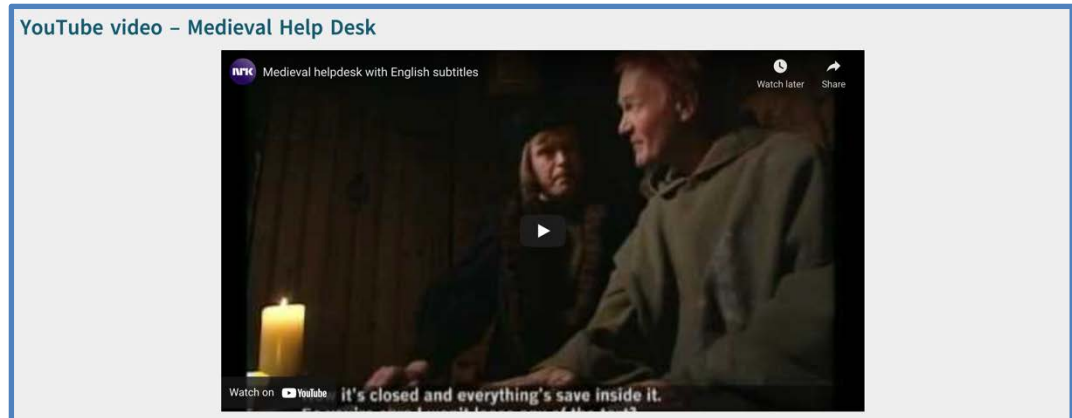 YouTube video – Medieval Help Desk
NRK Medieval helpdesk with English subtitles
Watch later Share
Watch on YouTube it's closed and everything's save inside it.